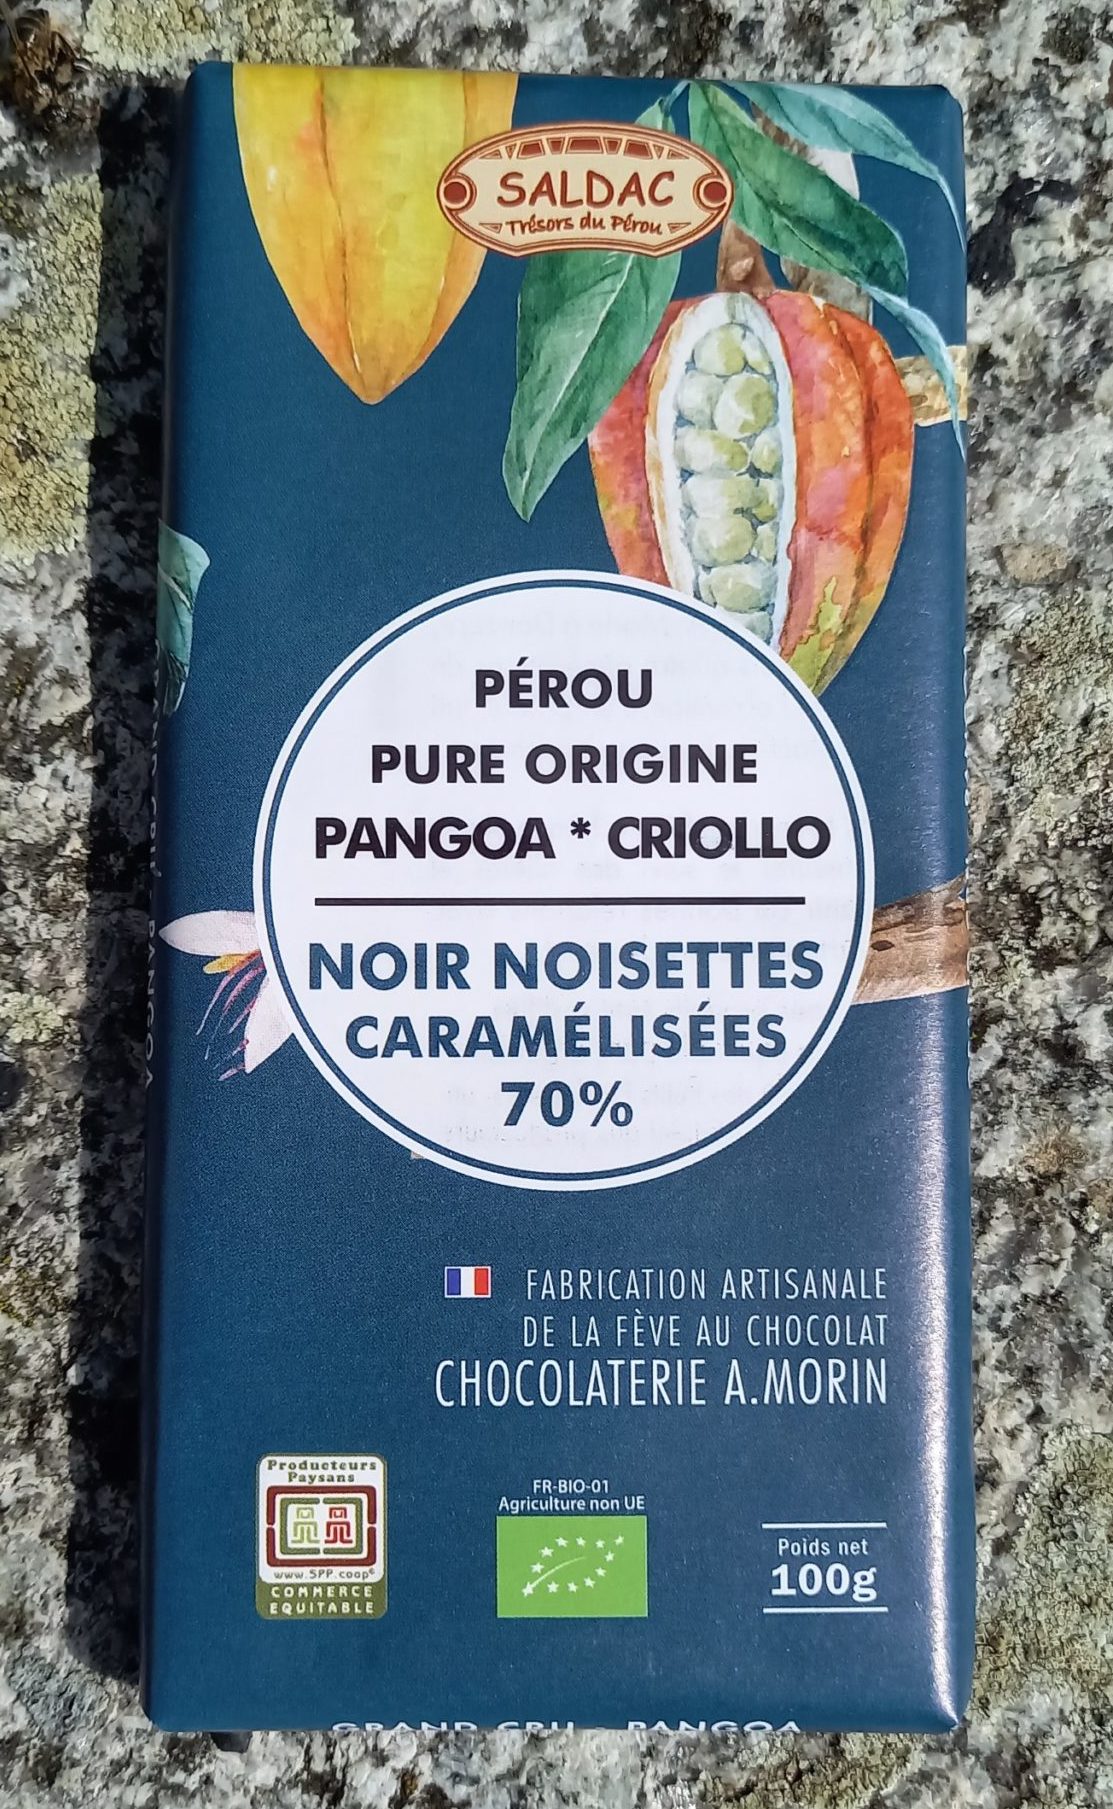 SALDAC
Trésors du Pérou
PÉROU
PURE ORIGINE
PANGOA * CRIOLLO
NOIR NOISETTES
CARAMÉLISÉES
70%
FABRICATION ARTISANALE
DE LA FÈVE AU CHOCOLAT
CHOCOLATERIE A.MORIN
Producteurs
Paysans
www.SPP.coop
COMMERCE
EQUITABLE
FR-BIO-01
Agriculture non UE
Poids net
100g
GRAND CRU - PANGOA